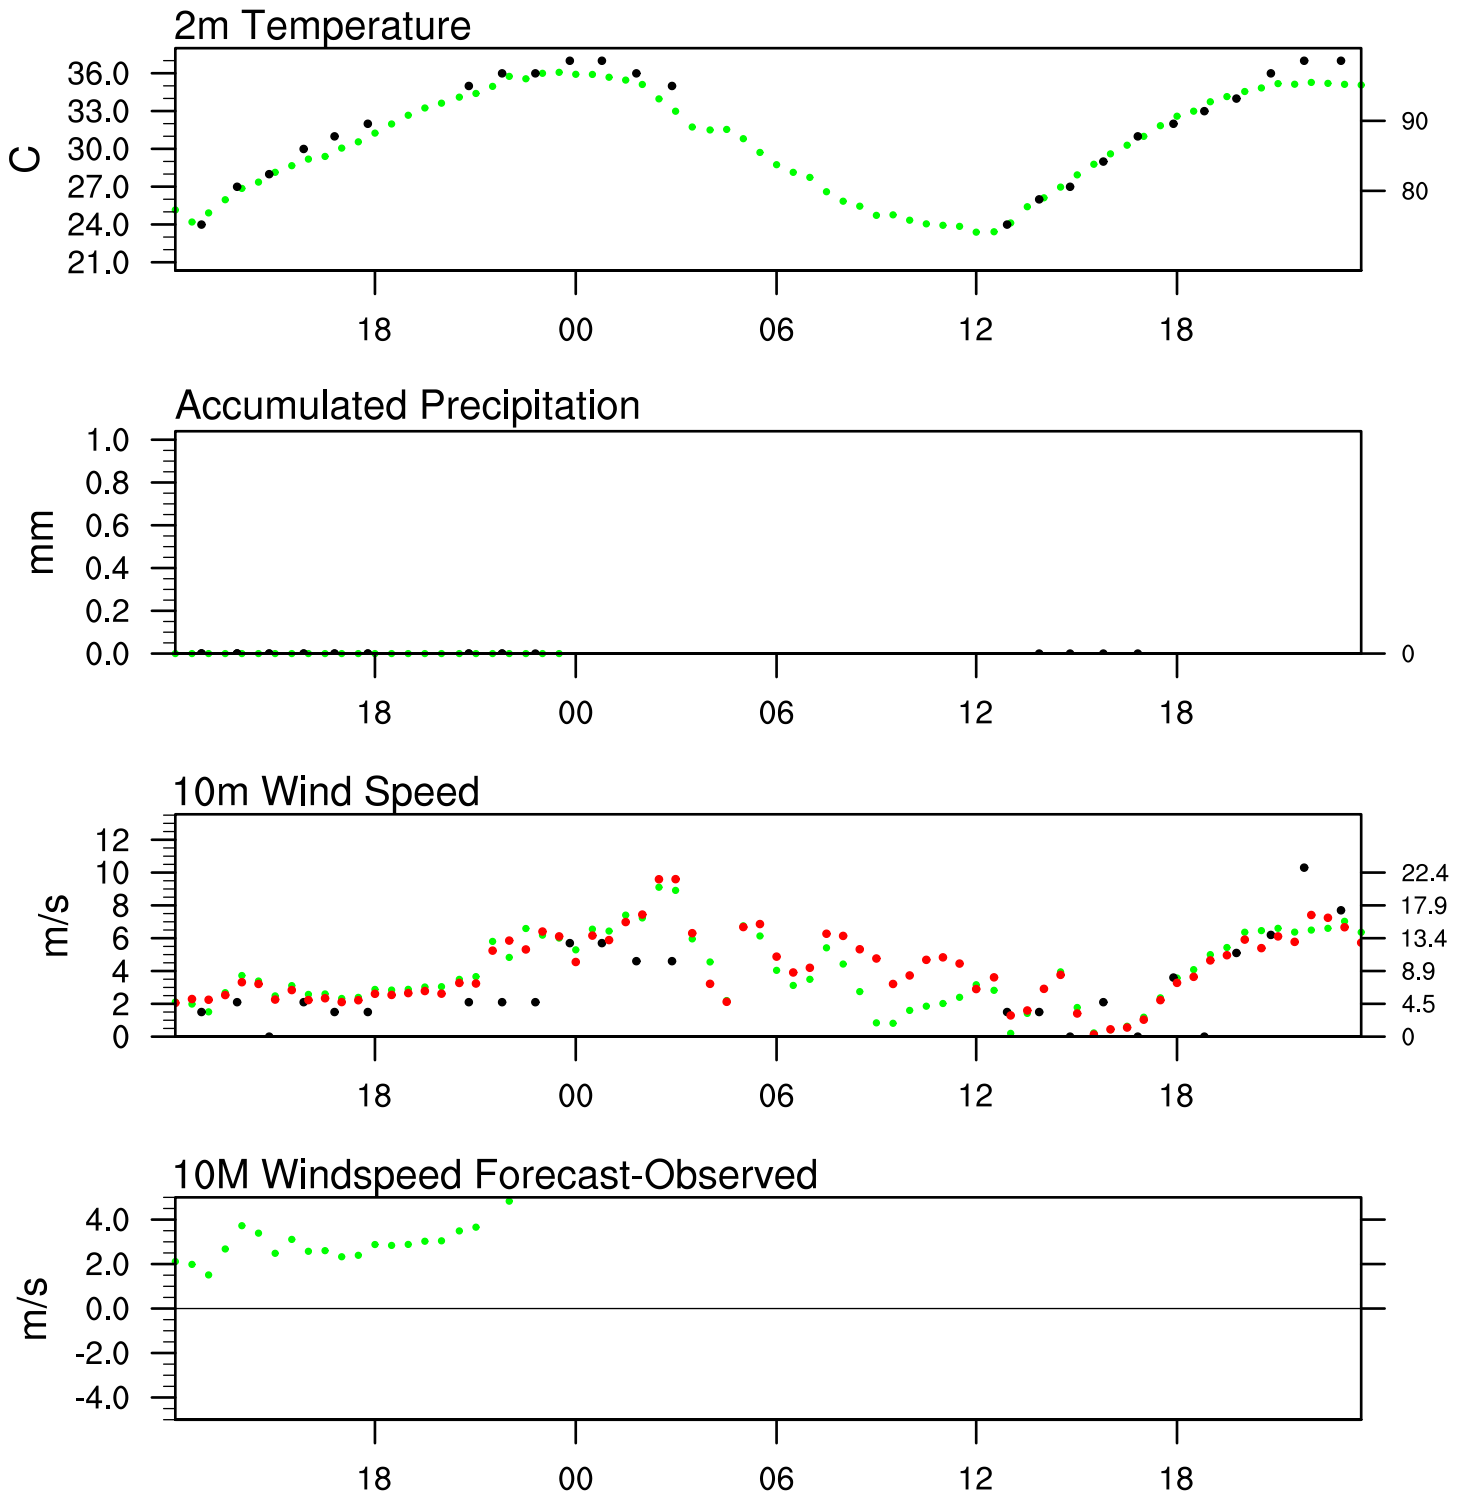 2m Temperature
36.0
33.0
90
30.0
C
27.0
80
24.0
21.0
18 00 06 12 18
Accumulated Precipitation
1.0
0.8
0.6
mm
0.4
0.2
0.0
0
18 00 06 12 18
10m Wind Speed
12
10
22.4
8
17.9
m/s
6
13.4
4
8.9
2
4.5
0
0
18 00 06 12 18
10M Windspeed Forecast-Observed
4.0
2.0
m/s
0.0
-2.0
-4.0
18 00 06 12 18